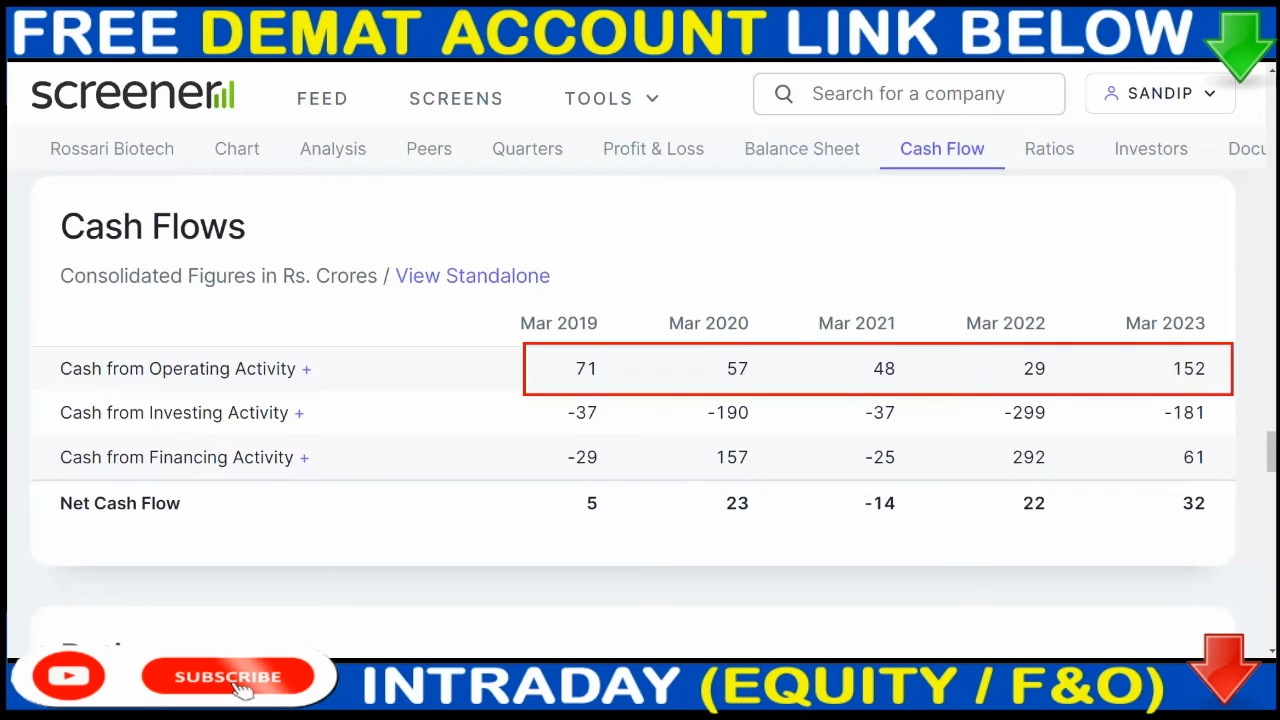 FREE DEMAT ACCOUNT LINK BELOW
screener FEED SCREENS TOOLS Search for a company SANDIP
Rossari Biotech Chart Analysis Peers Quarters Profit & Loss Balance Sheet Cash Flow Ratios Investors Docu
Cash Flows
Consolidated Figures in Rs. Crores / View Standalone
Mar 2019 Mar 2020 Mar 2021 Mar 2022 Mar 2023
Cash from Operating Activity + 71 57 48 29 152
Cash from Investing Activity + -37 -190 -37 -299 -181
Cash from Financing Activity + -29 157 -25 292 61
Net Cash Flow 5 23 -14 22 32
SUBSCRIBE INTRADAY (EQUITY / F&O)